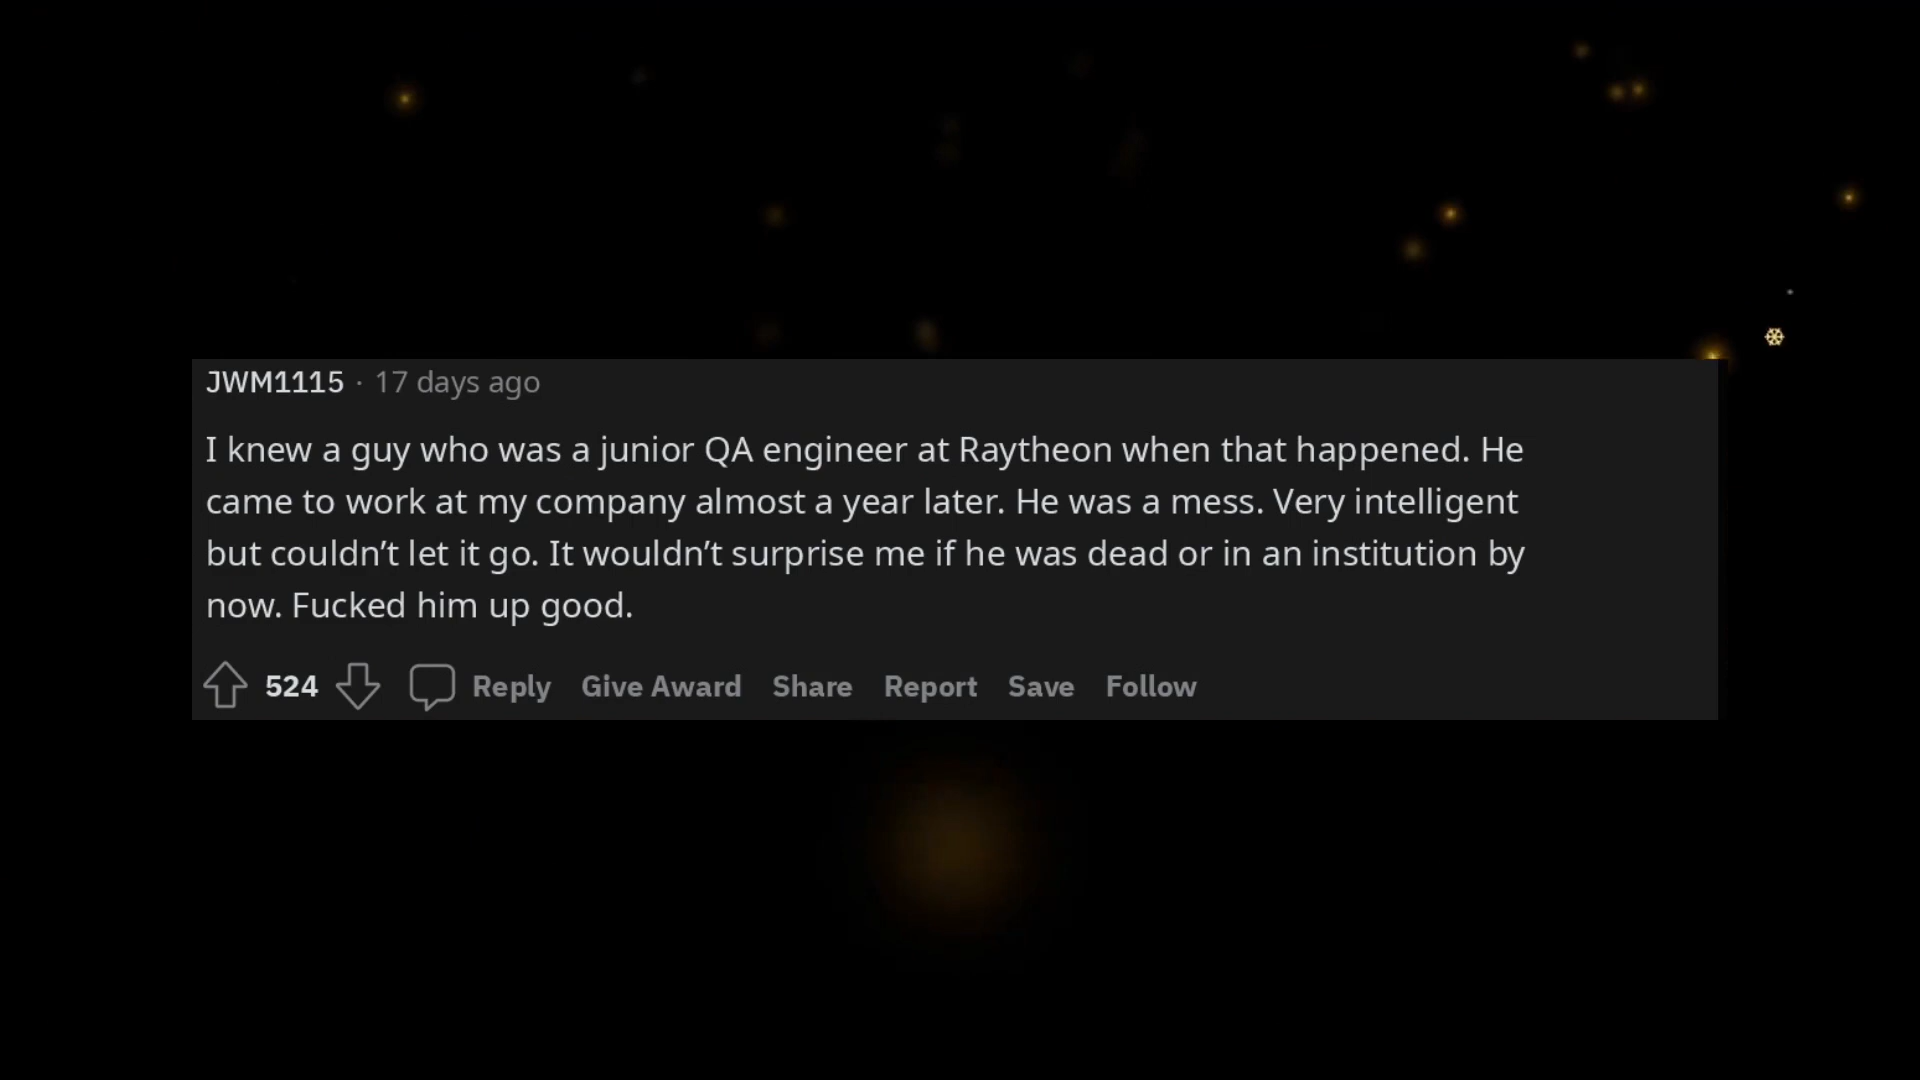 JWM1115 · 17 days ago
I knew a guy who was a junior QA engineer at Raytheon when that happened. He
came to work at my company almost a year later. He was a mess. Very intelligent
but couldn’t let it go. It wouldn’t surprise me if he was dead or in an institution by
now. Fucked him up good.
524 Reply Give Award Share Report Save Follow